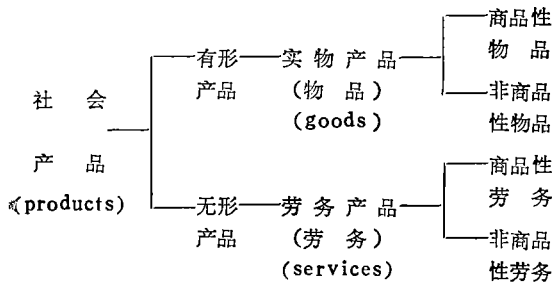 社会
产品
(products)
有形
产品
实物产品
(物品)
(goods)
商品性
物品
非商品
性物品
无形
产品
劳务产品
(劳务)
(services)
商品性
劳务
非商品
性劳务